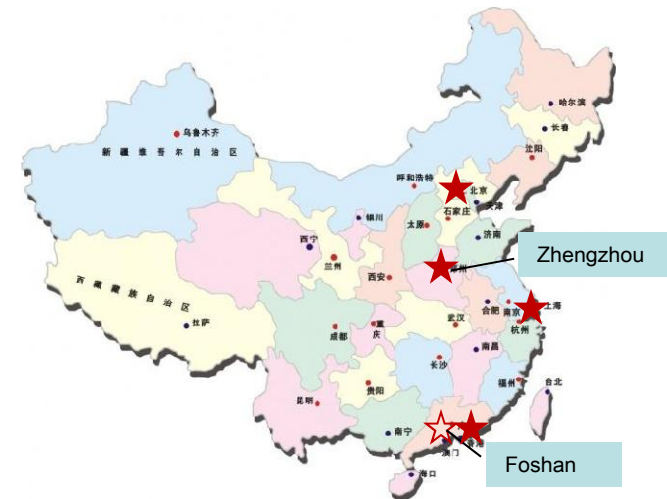 哈尔滨
长春
乌鲁木齐
新疆维吾尔自治区
沈阳
呼和浩特
北京
天津
银川
石家庄
太原
济南
西宁
兰州
Zhengzhou
西安
西藏藏族自治区
合肥
南京
上海
拉萨
成都
重庆
武汉
杭州
南昌
长沙
福州
台北
贵阳
昆明
南宁
澳门
香港
Foshan
海口